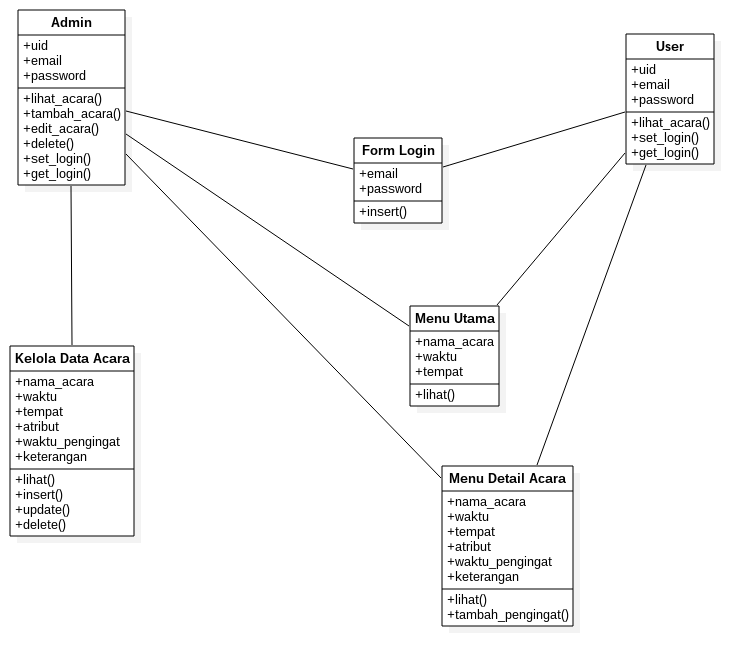 Admin
+uid
+email
+password
+lihat_acara()
+tambah_acara()
+edit_acara()
+delete()
+set_login()
+get_login()
User
+uid
+email
+password
+lihat_acara()
+set_login()
+get_login()
Form Login
+email
+password
+insert()
Menu Utama
+nama_acara
+waktu
+tempat
+lihat()
Kelola Data Acara
+nama_acara
+waktu
+tempat
+atribut
+waktu_pengingat
+keterangan
+lihat()
+insert()
+update()
+delete()
Menu Detail Acara
+nama_acara
+waktu
+tempat
+atribut
+waktu_pengingat
+keterangan
+lihat()
+tambah_pengingat()